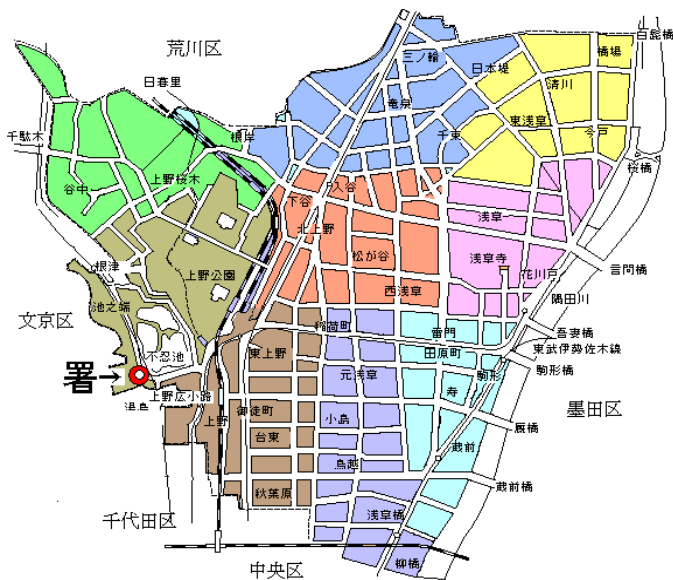 荒川区
白髭橋
三ノ輪
橋場
日本堤
日暮里
清川
竜泉
東浅草
千駄木
根岸
千束
今戸
桜橋
上野桜木
入谷
谷中
下谷
浅草
北上野
松が谷
浅草寺
根津
上野公園
言問橋
花川戸
西浅草
隅田川
池之端
文京区
稲荷町
雷門
吾妻橋
東上野
田原町
東武伊勢佐木線
不忍池
駒形橋
署→
元浅草
駒形
上野広小路
寿
湯島
御徒町
墨田区
上野
小島
厩橋
台東
蔵前
鳥越
蔵前橋
秋葉原
浅草橋
千代田区
中央区
柳橋